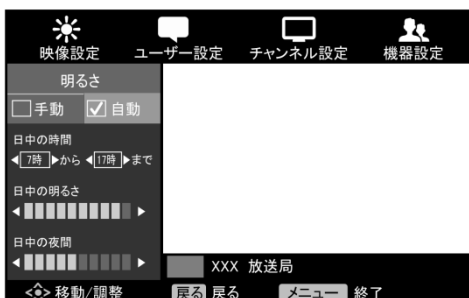 映像設定 ユーザー設定 チャンネル設定 機器設定
明るさ
手動 自動
日中の時間
7時 から 17時 まで
日中の明るさ
日中の夜間
XXX 放送局
移動/調整 戻る 戻る メニュー 終了